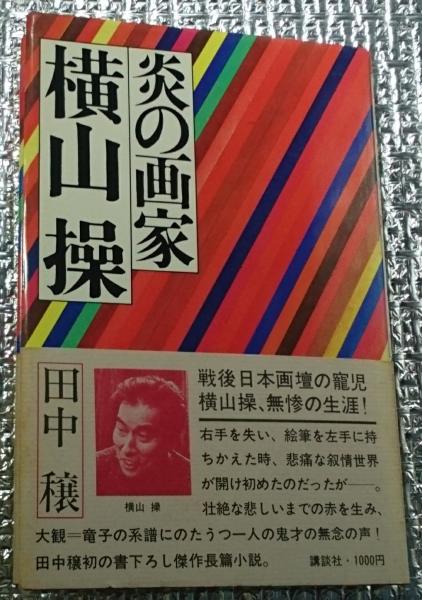 炎の画家
横山 操
田中 穣
横山 操
戦後日本画壇の寵児
横山操、無惨の生涯!
右手を失い、絵筆を左手に持
ちかえた時、悲痛な叙情世界
が開け初めたのだったが──。
壮絶な悲しいまでの赤を生み、
大観=竜子の系譜にのたうつ一人の鬼才の無念の声!
田中穣初の書下ろし傑作長篇小説。
講談社・1000円